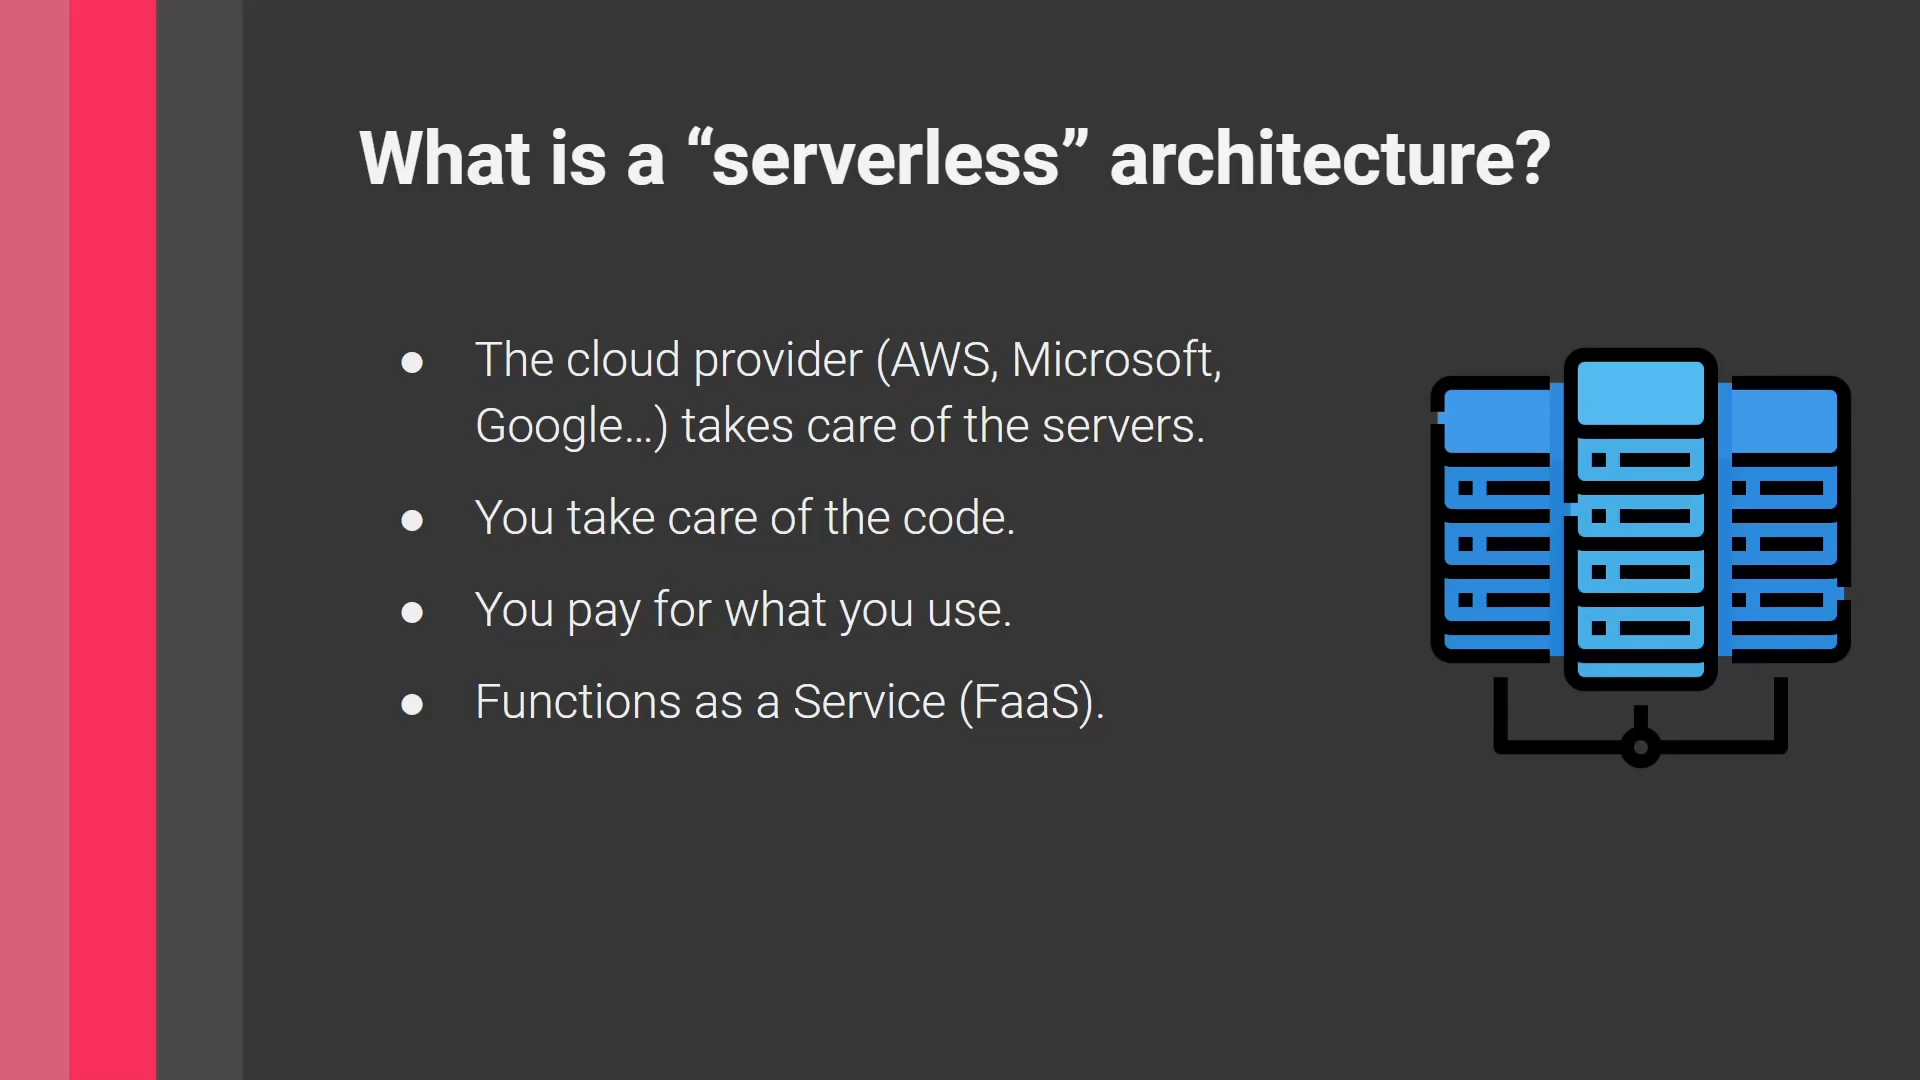 What is a “serverless” architecture?
● The cloud provider (AWS, Microsoft,
Google…) takes care of the servers.
● You take care of the code.
● You pay for what you use.
● Functions as a Service (FaaS).